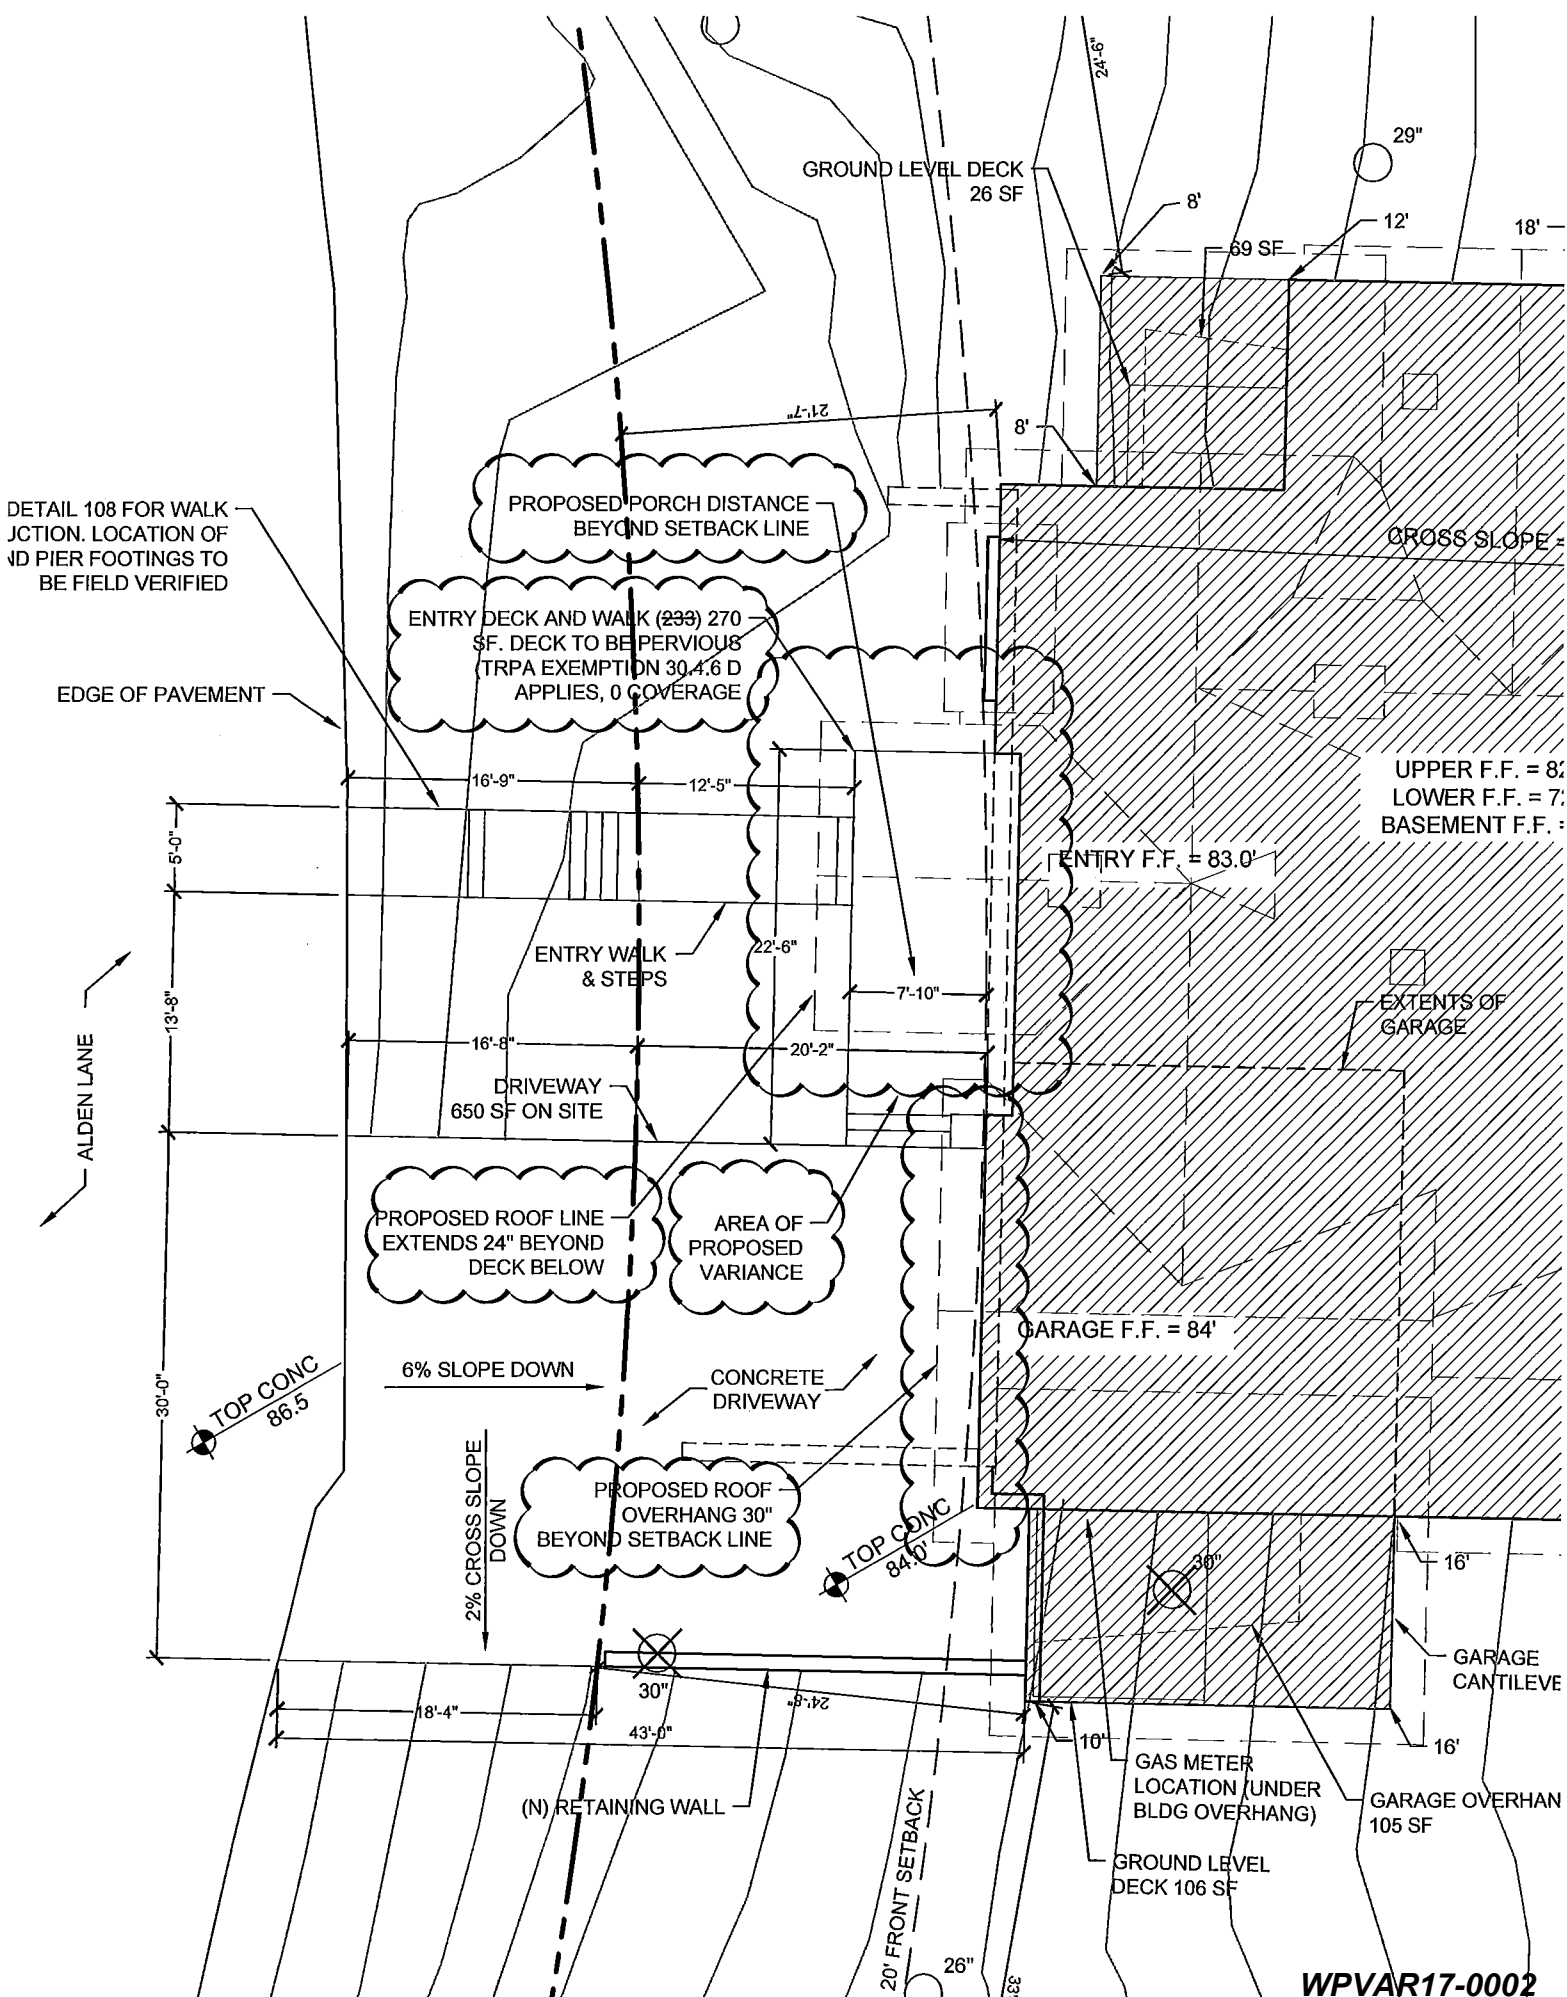 24'-6"
29"
GROUND LEVEL DECK
26 SF
8'
12'
18'
69 SF
21'-7"
8'
PROPOSED PORCH DISTANCE
BEYOND SETBACK LINE
DETAIL 108 FOR WALK
UCTION. LOCATION OF
ND PIER FOOTINGS TO
BE FIELD VERIFIED
CROSS SLOPE =
ENTRY DECK AND WALK (233) 270
SF. DECK TO BE PERVIOUS
(TRPA EXEMPTION 30.4.6 D
APPLIES, 0 COVERAGE
EDGE OF PAVEMENT
16'-9"
12'-5"
UPPER F.F. = 82
LOWER F.F. = 72
BASEMENT F.F. =
5'-0"
ENTRY F.F. = 83.0'
22'-6"
ENTRY WALK
& STEPS
7'-10"
13'-8"
EXTENTS OF
GARAGE
16'-8"
20'-2"
ALDEN LANE
DRIVEWAY
650 SF ON SITE
PROPOSED ROOF LINE
EXTENDS 24" BEYOND
DECK BELOW
AREA OF
PROPOSED
VARIANCE
GARAGE F.F. = 84'
6% SLOPE DOWN
CONCRETE
DRIVEWAY
30'-0"
TOP CONC
86.5
2% CROSS SLOPE
DOWN
PROPOSED ROOF
OVERHANG 30"
BEYOND SETBACK LINE
TOP CONC
84.0'
30"
16'
GARAGE
CANTILEVE
30"
24'-8"
18'-4"
43'-0"
10'
16'
GAS METER
LOCATION (UNDER
BLDG OVERHANG)
(N) RETAINING WALL
GARAGE OVERHAN
105 SF
GROUND LEVEL
DECK 106 SF
20' FRONT SETBACK
26"
33'
WPVAR17-0002